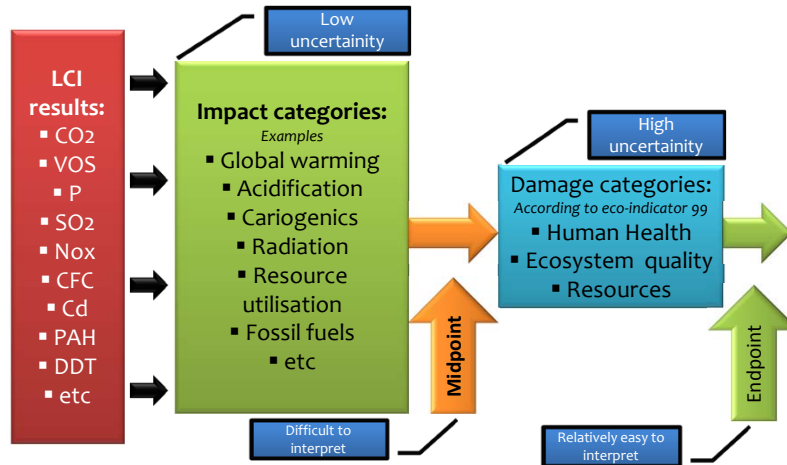 Low
uncertainity
LCI
results:
▪ CO2
▪ VOS
▪ P
▪ SO2
▪ Nox
▪ CFC
▪ Cd
▪ PAH
▪ DDT
▪ etc
Impact categories:
Examples
▪ Global warming
▪ Acidification
▪ Cariogenics
▪ Radiation
▪ Resource
utilisation
▪ Fossil fuels
▪ etc
High
uncertainity
Damage categories:
According to eco-indicator 99
▪ Human Health
▪ Ecosystem quality
▪ Resources
Midpoint
Endpoint
Difficult to
interpret
Relatively easy to
interpret